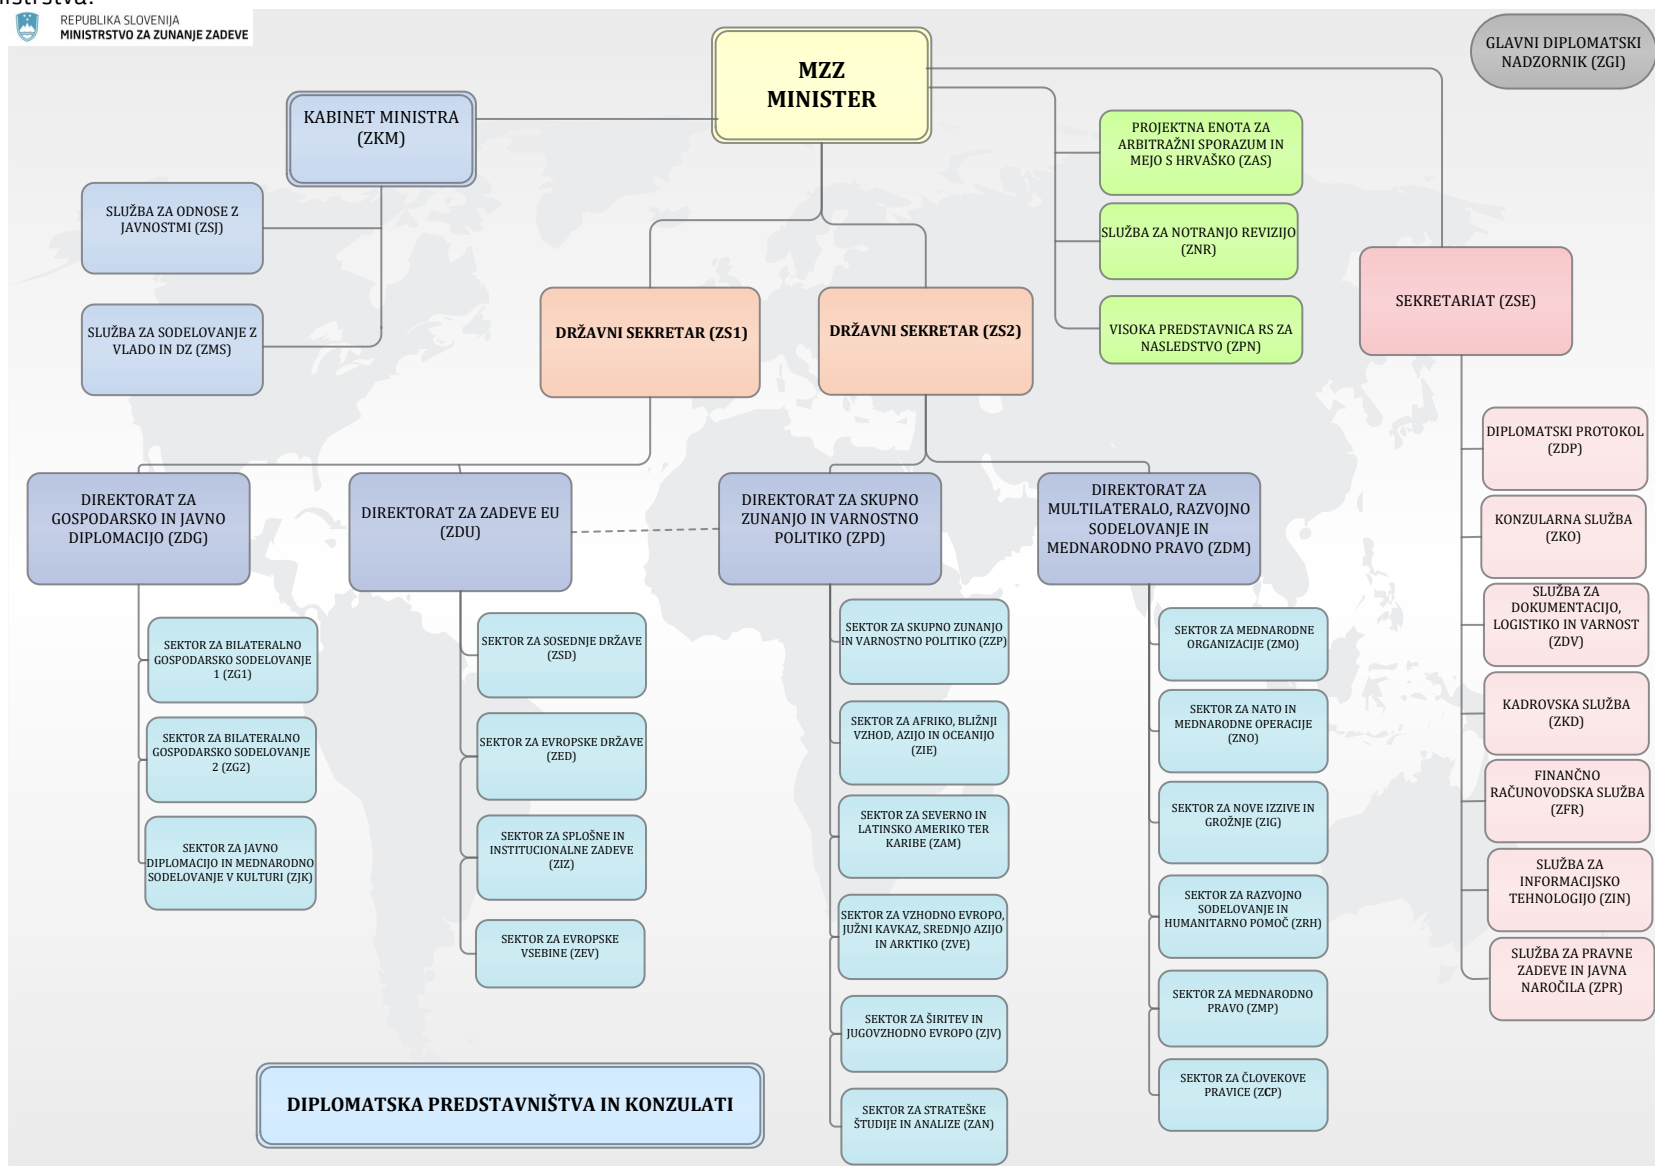 nistrstva.
REPUBLIKA SLOVENIJA
MINISTRSTVO ZA ZUNANJE ZADEVE
MZZ
MINISTER
GLAVNI DIPLOMATSKI
NADZORNIK (ZGI)
KABINET MINISTRA
(ZKM)
PROJEKTNA ENOTA ZA
ARBITRAŽNI SPORAZUM IN
MEJO S HRVAŠKO (ZAS)
SLUŽBA ZA ODNOSE Z
JAVNOSTMI (ZSJ)
SLUŽBA ZA NOTRANJO REVIZIJO
(ZNR)
SLUŽBA ZA SODELOVANJE Z
VLADO IN DZ (ZMS)
DRŽAVNI SEKRETAR (ZS1)
DRŽAVNI SEKRETAR (ZS2)
VISOKA PREDSTAVNICA RS ZA
NASLEDSTVO (ZPN)
SEKRETARIAT (ZSE)
DIREKTORAT ZA
GOSPODARSKO IN JAVNO
DIPLOMACIJO (ZDG)
DIREKTORAT ZA ZADEVE EU
(ZDU)
DIREKTORAT ZA SKUPNO
ZUNANJO IN VARNOSTNO
POLITIKO (ZPD)
DIREKTORAT ZA
MULTILATERALO, RAZVOJNO
SODELOVANJE IN
MEDNARODNO PRAVO (ZDM)
SEKTOR ZA BILATERALNO
GOSPODARSKO SODELOVANJE
1 (ZG1)
SEKTOR ZA BILATERALNO
GOSPODARSKO SODELOVANJE
2 (ZG2)
SEKTOR ZA JAVNO
DIPLOMACIJO IN MEDNARODNO
SODELOVANJE V KULTURI (ZJK)
SEKTOR ZA SOSEDNJE DRŽAVE
(ZSD)
SEKTOR ZA EVROPSKE DRŽAVE
(ZED)
SEKTOR ZA SPLOŠNE IN
INSTITUCIONALNE ZADEVE
(ZIZ)
SEKTOR ZA EVROPSKE
VSEBINE (ZEV)
SEKTOR ZA SKUPNO ZUNANJO
IN VARNOSTNO POLITIKO (ZZP)
SEKTOR ZA AFRIKO, BLIŽNJI
VZHOD, AZIJO IN OCEANIJO
(ZIE)
SEKTOR ZA SEVERNO IN
LATINSKO AMERIKO TER
KARIBE (ZAM)
SEKTOR ZA VZHODNO EVROPO,
JUŽNI KAVKAZ, SREDNJO AZIJO
IN ARKTIKO (ZVE)
SEKTOR ZA ŠIRITEV IN
JUGOVZHODNO EVROPO (ZJV)
SEKTOR ZA STRATEŠKE
ŠTUDIJE IN ANALIZE (ZAN)
SEKTOR ZA MEDNARODNE
ORGANIZACIJE (ZMO)
SEKTOR ZA NATO IN
MEDNARODNE OPERACIJE
(ZNO)
SEKTOR ZA NOVE IZZIVE IN
GROŽNJE (ZIG)
SEKTOR ZA RAZVOJNO
SODELOVANJE IN
HUMANITARNO POMOČ (ZRH)
SEKTOR ZA MEDNARODNO
PRAVO (ZMP)
SEKTOR ZA ČLOVEKOVE
PRAVICE (ZCP)
DIPLOMATSKI PROTOKOL
(ZDP)
KONZULARNA SLUŽBA
(ZKO)
SLUŽBA ZA
DOKUMENTACIJO,
LOGISTIKO IN VARNOST
(ZDV)
KADROVSKA SLUŽBA
(ZKD)
FINANČNO
RAČUNOVODSKA SLUŽBA
(ZFR)
SLUŽBA ZA
INFORMACIJSKO
TEHNOLOGIJO (ZIN)
SLUŽBA ZA PRAVNE
ZADEVE IN JAVNA
NAROČILA (ZPR)
DIPLOMATSKA PREDSTAVNIŠTVA IN KONZULATI